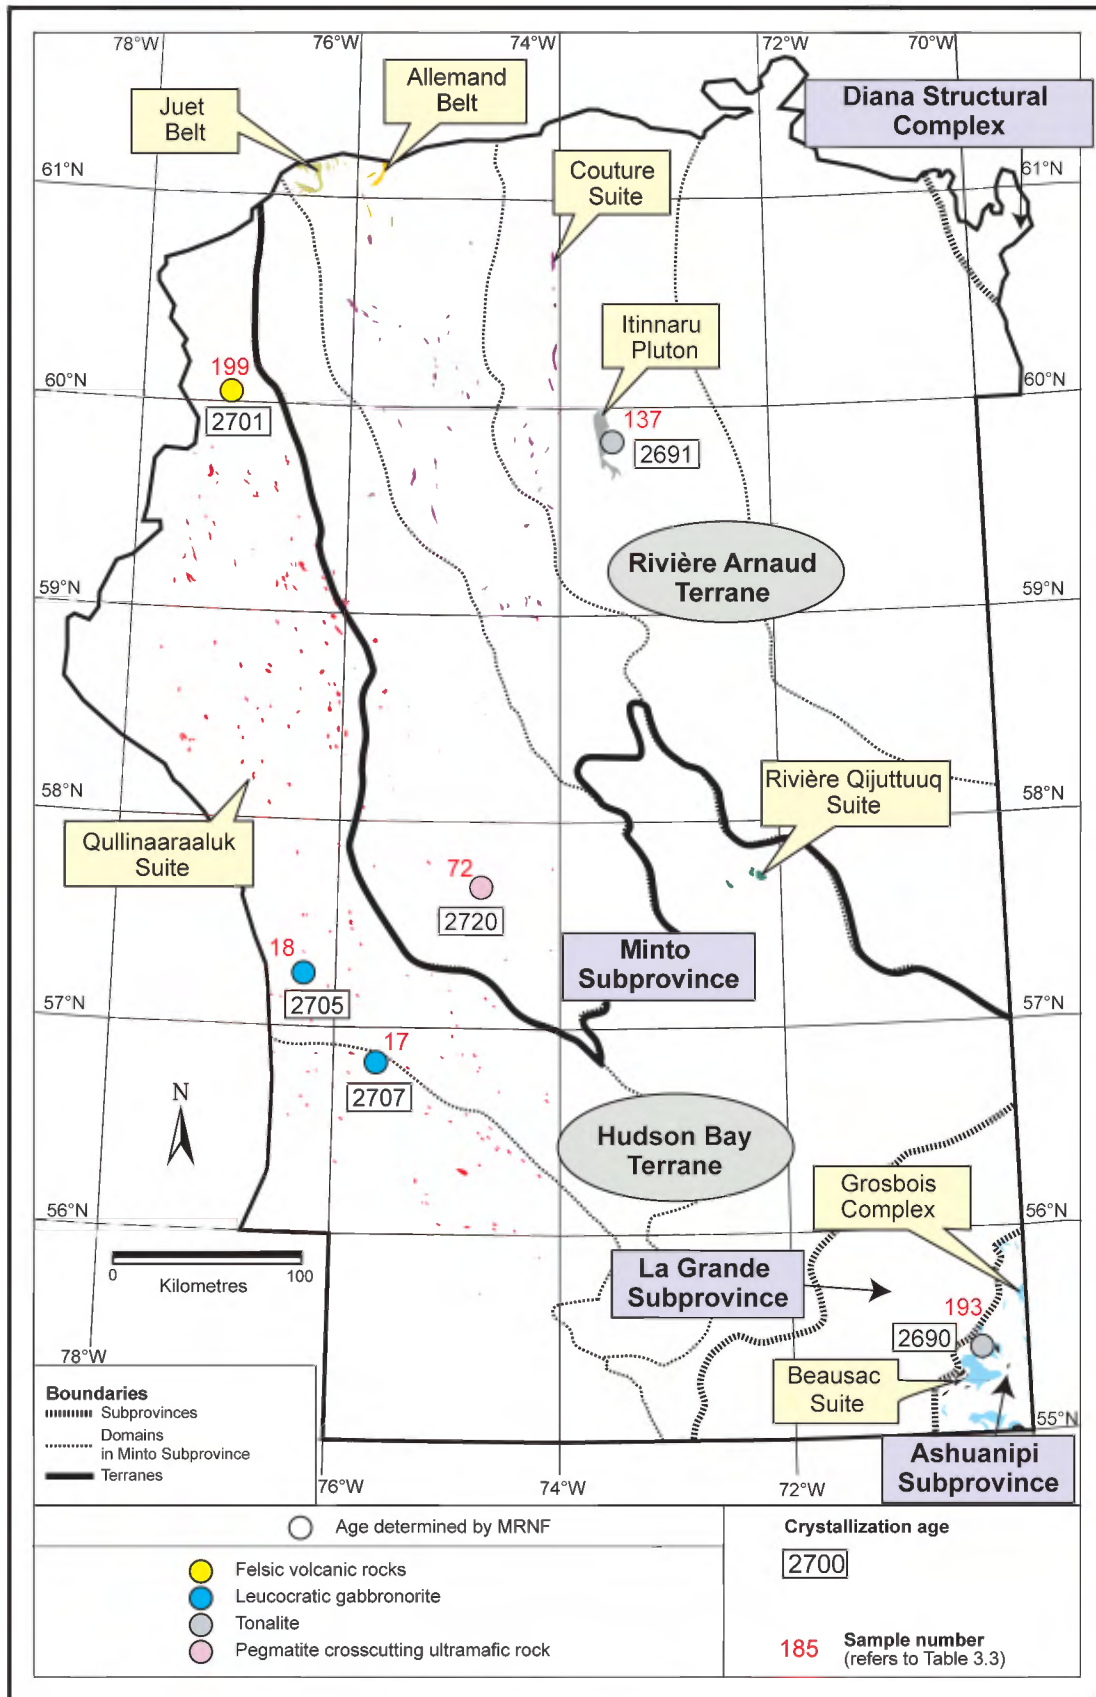 78°W
76°W
74°W
72°W
70°W
Allemand
Belt
Juet
Belt
Diana Structural
Complex
61°N
61°N
Couture
Suite
Itinnaru
Pluton
199
60°N
60°N
2701
137
2691
Rivière Arnaud
Terrane
59°N
59°N
58°N
58°N
Rivière Qijuttuuq
Suite
Qullinaaraaluk
Suite
72
2720
18
2705
Minto
Subprovince
57°N
57°N
17
2707
N
Hudson Bay
Terrane
Grosbois
Complex
56°N
56°N
0
100
Kilometres
La Grande
Subprovince
193
2690
78°W
Beausac
Suite
55°N
Boundaries
Subprovinces
Domains
in Minto Subprovince
Terranes
Ashuanipi
Subprovince
76°W
74°W
72°W
Age determined by MRNF
Felsic volcanic rocks
Leucocratic gabbronorite
Tonalite
Pegmatite crosscutting ultramafic rock
Crystallization age
2700
185
Sample number
(refers to Table 3.3)